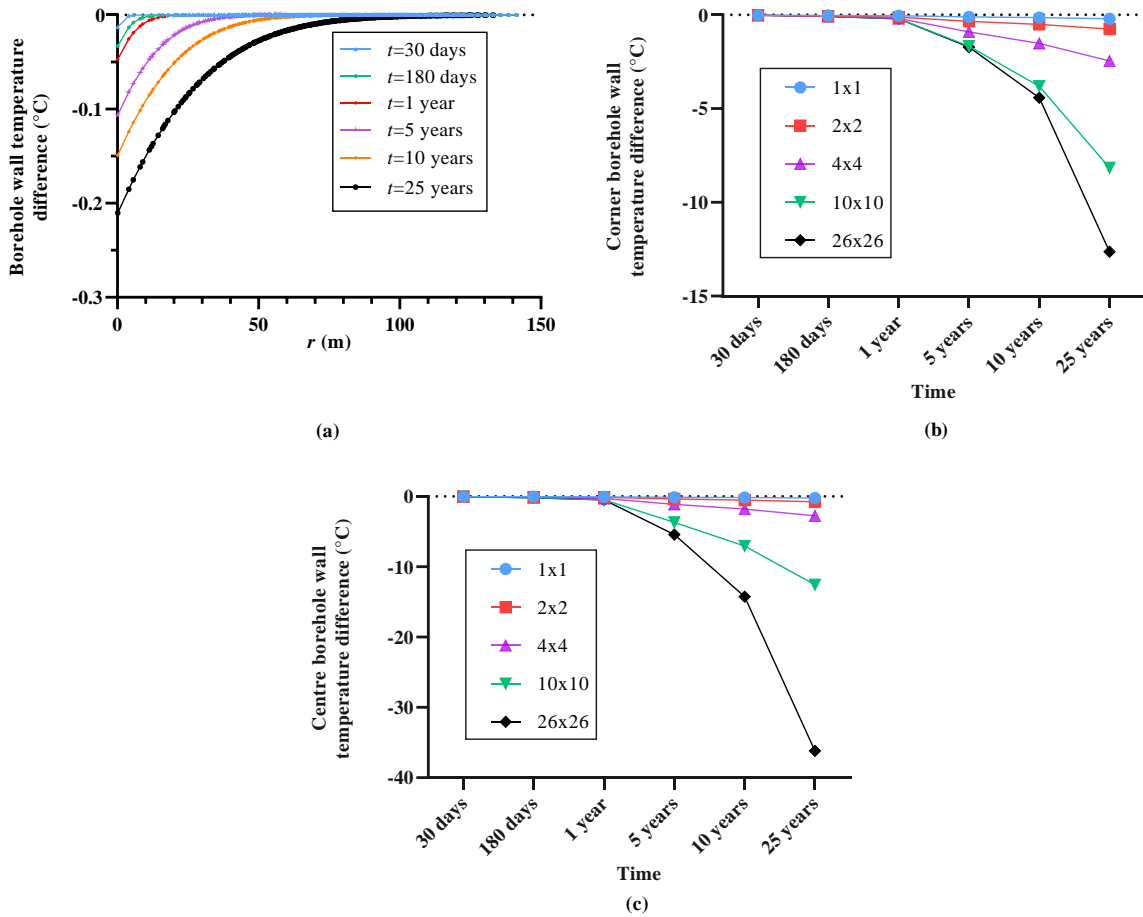 Borehole wall temperature
difference (°C)
0
-0.1
-0.2
-0.3
0
50
100
150
r (m)
t=30 days
t=180 days
t=1 year
t=5 years
t=10 years
t=25 years
(a)
Corner borehole wall
temperature difference (°C)
0
-5
-10
-15
1x1
2x2
4x4
10x10
26x26
30 days
180 days
1 year
5 years
10 years
25 years
Time
(b)
Centre borehole wall
temperature difference (°C)
0
-10
-20
-30
-40
1x1
2x2
4x4
10x10
26x26
30 days
180 days
1 year
5 years
10 years
25 years
Time
(c)